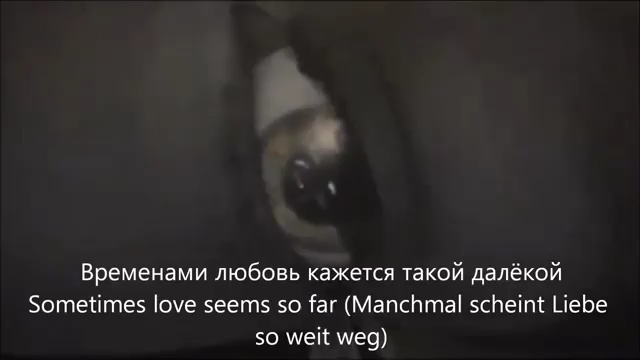 Временами любовь кажется такой далёкой
Sometimes love seems so far (Manchmal scheint Liebe
so weit weg)